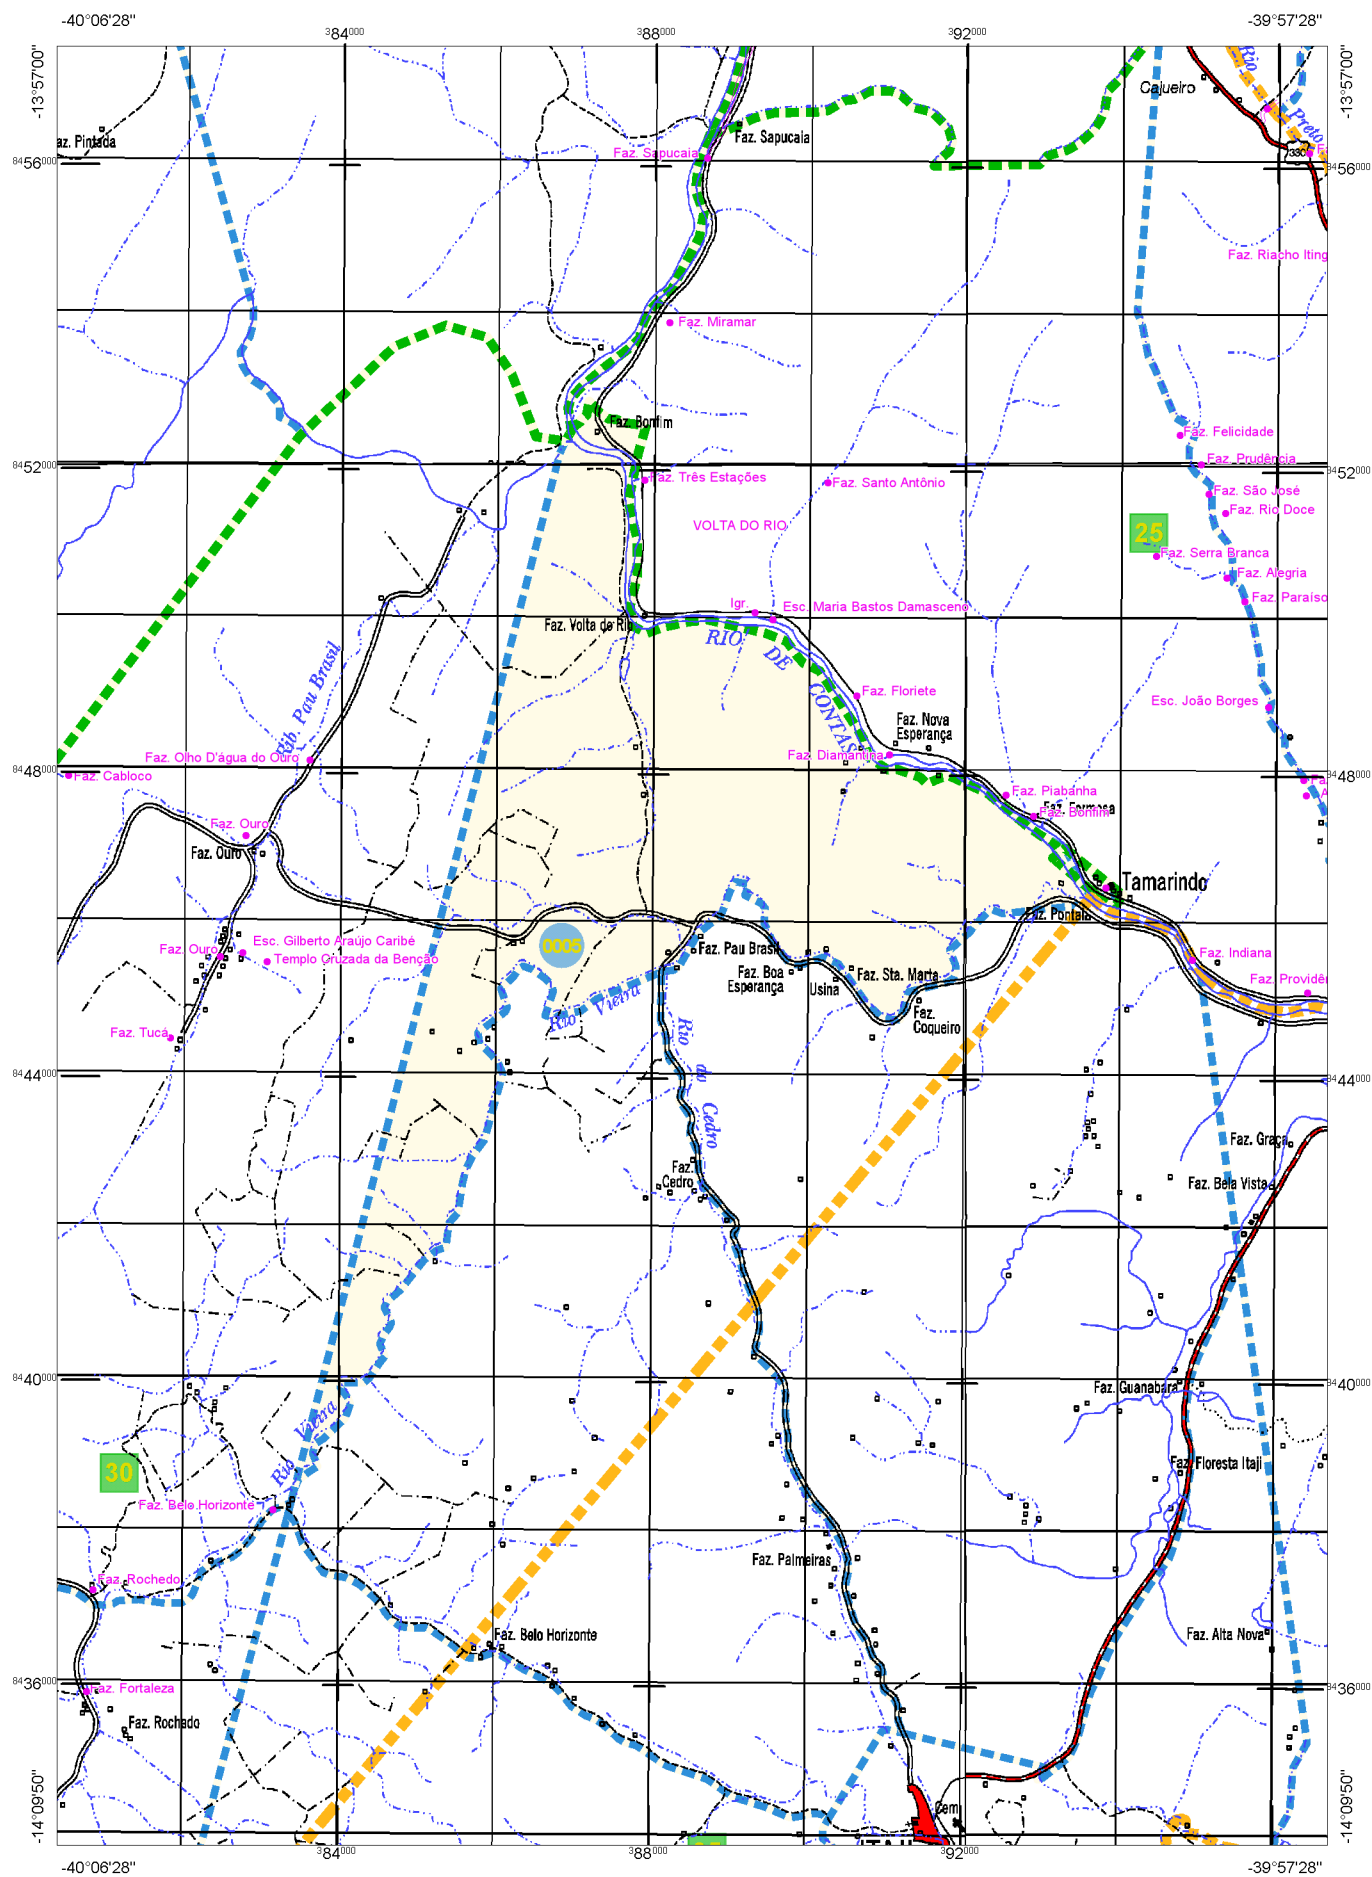 -40°06'28"
-39°57'28"
384000
388000
392000
-13°57'00"
-13°57'00"
Rio
Preto
Cajueiro
Faz. Sapucaia
Faz. Sapucaia
az. Pintada
330
8456000
8456000
Faz. Riacho Iting
Faz. Miramar
Faz. Bonfim
Faz. Felicidade
Faz. Prudência
8452000
8452000
Faz. Três Estações
Faz. Santo Antônio
Faz. São José
Faz. Rio Doce
VOLTA DO RIO
25
Faz. Serra Branca
Faz. Alegria
Faz. Paraíso
Igr.
Esc. Maria Bastos Damasceno
Faz. Volta do Rio
RIO DE CONTAS
Rib. Pau Brasil
Faz. Floriete
Esc. João Borges
Faz. Nova
Esperança
Faz. Olho D'água do Ouro
Faz. Diamantina
8448000
8448000
Faz. Cabloco
Faz. Piabanha
Faz. Formosa
Faz. Bonfim
Faz. Ouro
Faz. Ouro
Tamarindo
Faz. Pontala
Esc. Gilberto Araújo Caribé
Faz. Ouro
Templo Cruzada da Benção
0005
Faz. Pau Brasil
Faz. Indiana
Faz. Boa
Esperança
Usina
Faz. Sta. Marta
Faz. Providên
Rio Vieira
Faz.
Coqueiro
Faz. Tucá
Rio do Cedro
8444000
8444000
Faz. Graça
Faz.
Cedro
Faz. Bela Vista
8440000
8440000
Faz. Guanabara
Rio Vieira
30
Faz. Floresta Itaji
Faz. Belo Horizonte
Faz. Palmeiras
Faz. Rochedo
Faz. Belo Horizonte
Faz. Alta Nova
8436000
8436000
Faz. Fortaleza
Faz. Rochado
Cem
-14°09'50"
-14°09'50"
384000
388000
392000
-40°06'28"
-39°57'28"